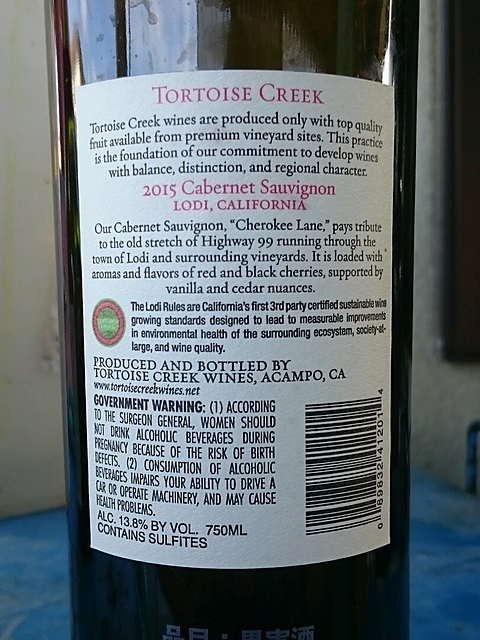 TORTOISE CREEK
Tortoise Creek wines are produced only with top quality
fruit available from premium vineyard sites. This practice
is the foundation of our commitment to develop wines
with balance, distinction, and regional character.
2015 Cabernet Sauvignon
LODI, CALIFORNIA
Our Cabernet Sauvignon, “Cherokee Lane,” pays tribute
to the old stretch of Highway 99 running through the
town of Lodi and surrounding vineyards. It is loaded with
aromas and flavors of red and black cherries, supported by
vanilla and cedar nuances.
The Lodi Rules are California's first 3rd party certified sustainable wine
growing standards designed to lead to measurable improvements
in environmental health of the surrounding ecosystem, society-at-
large, and wine quality.
PRODUCED AND BOTTLED BY
TORTOISE CREEK WINES, ACAMPO, CA
www.tortoisecreekwines.net
GOVERNMENT WARNING: (1) ACCORDING
TO THE SURGEON GENERAL, WOMEN SHOULD
NOT DRINK ALCOHOLIC BEVERAGES DURING
PREGNANCY BECAUSE OF THE RISK OF BIRTH
DEFECTS. (2) CONSUMPTION OF ALCOHOLIC
BEVERAGES IMPAIRS YOUR ABILITY TO DRIVE A
CAR OR OPERATE MACHINERY, AND MAY CAUSE
HEALTH PROBLEMS.
ALC. 13.8% BY VOL. 750ML
CONTAINS SULFITES
0 89832 41201 4
品目:果実酒